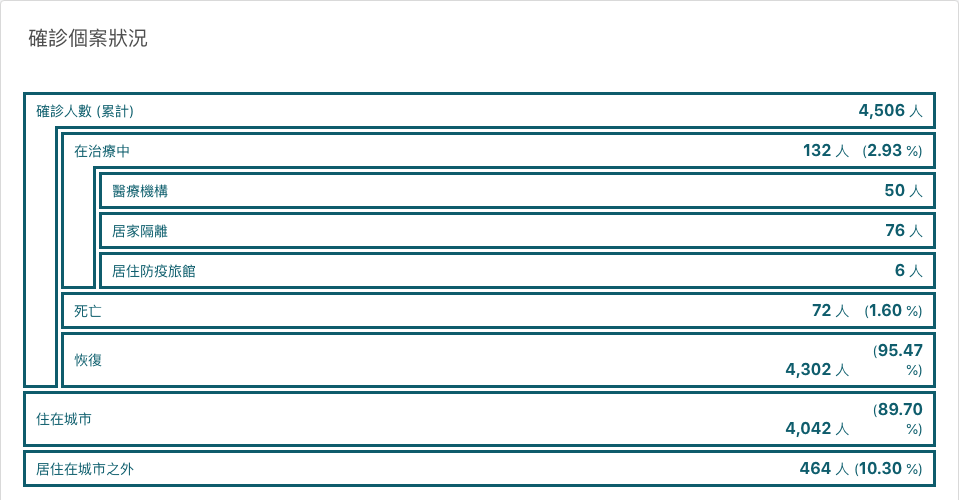 確診個案狀況
確診人數 (累計) 4,506 人
在治療中 132 人 (2.93 %)
醫療機構 50 人
居家隔離 76 人
居住防疫旅館 6 人
死亡 72 人 (1.60 %)
恢復 4,302 人 (95.47 %)
住在城市 4,042 人 (89.70 %)
居住在城市之外 464 人 (10.30 %)